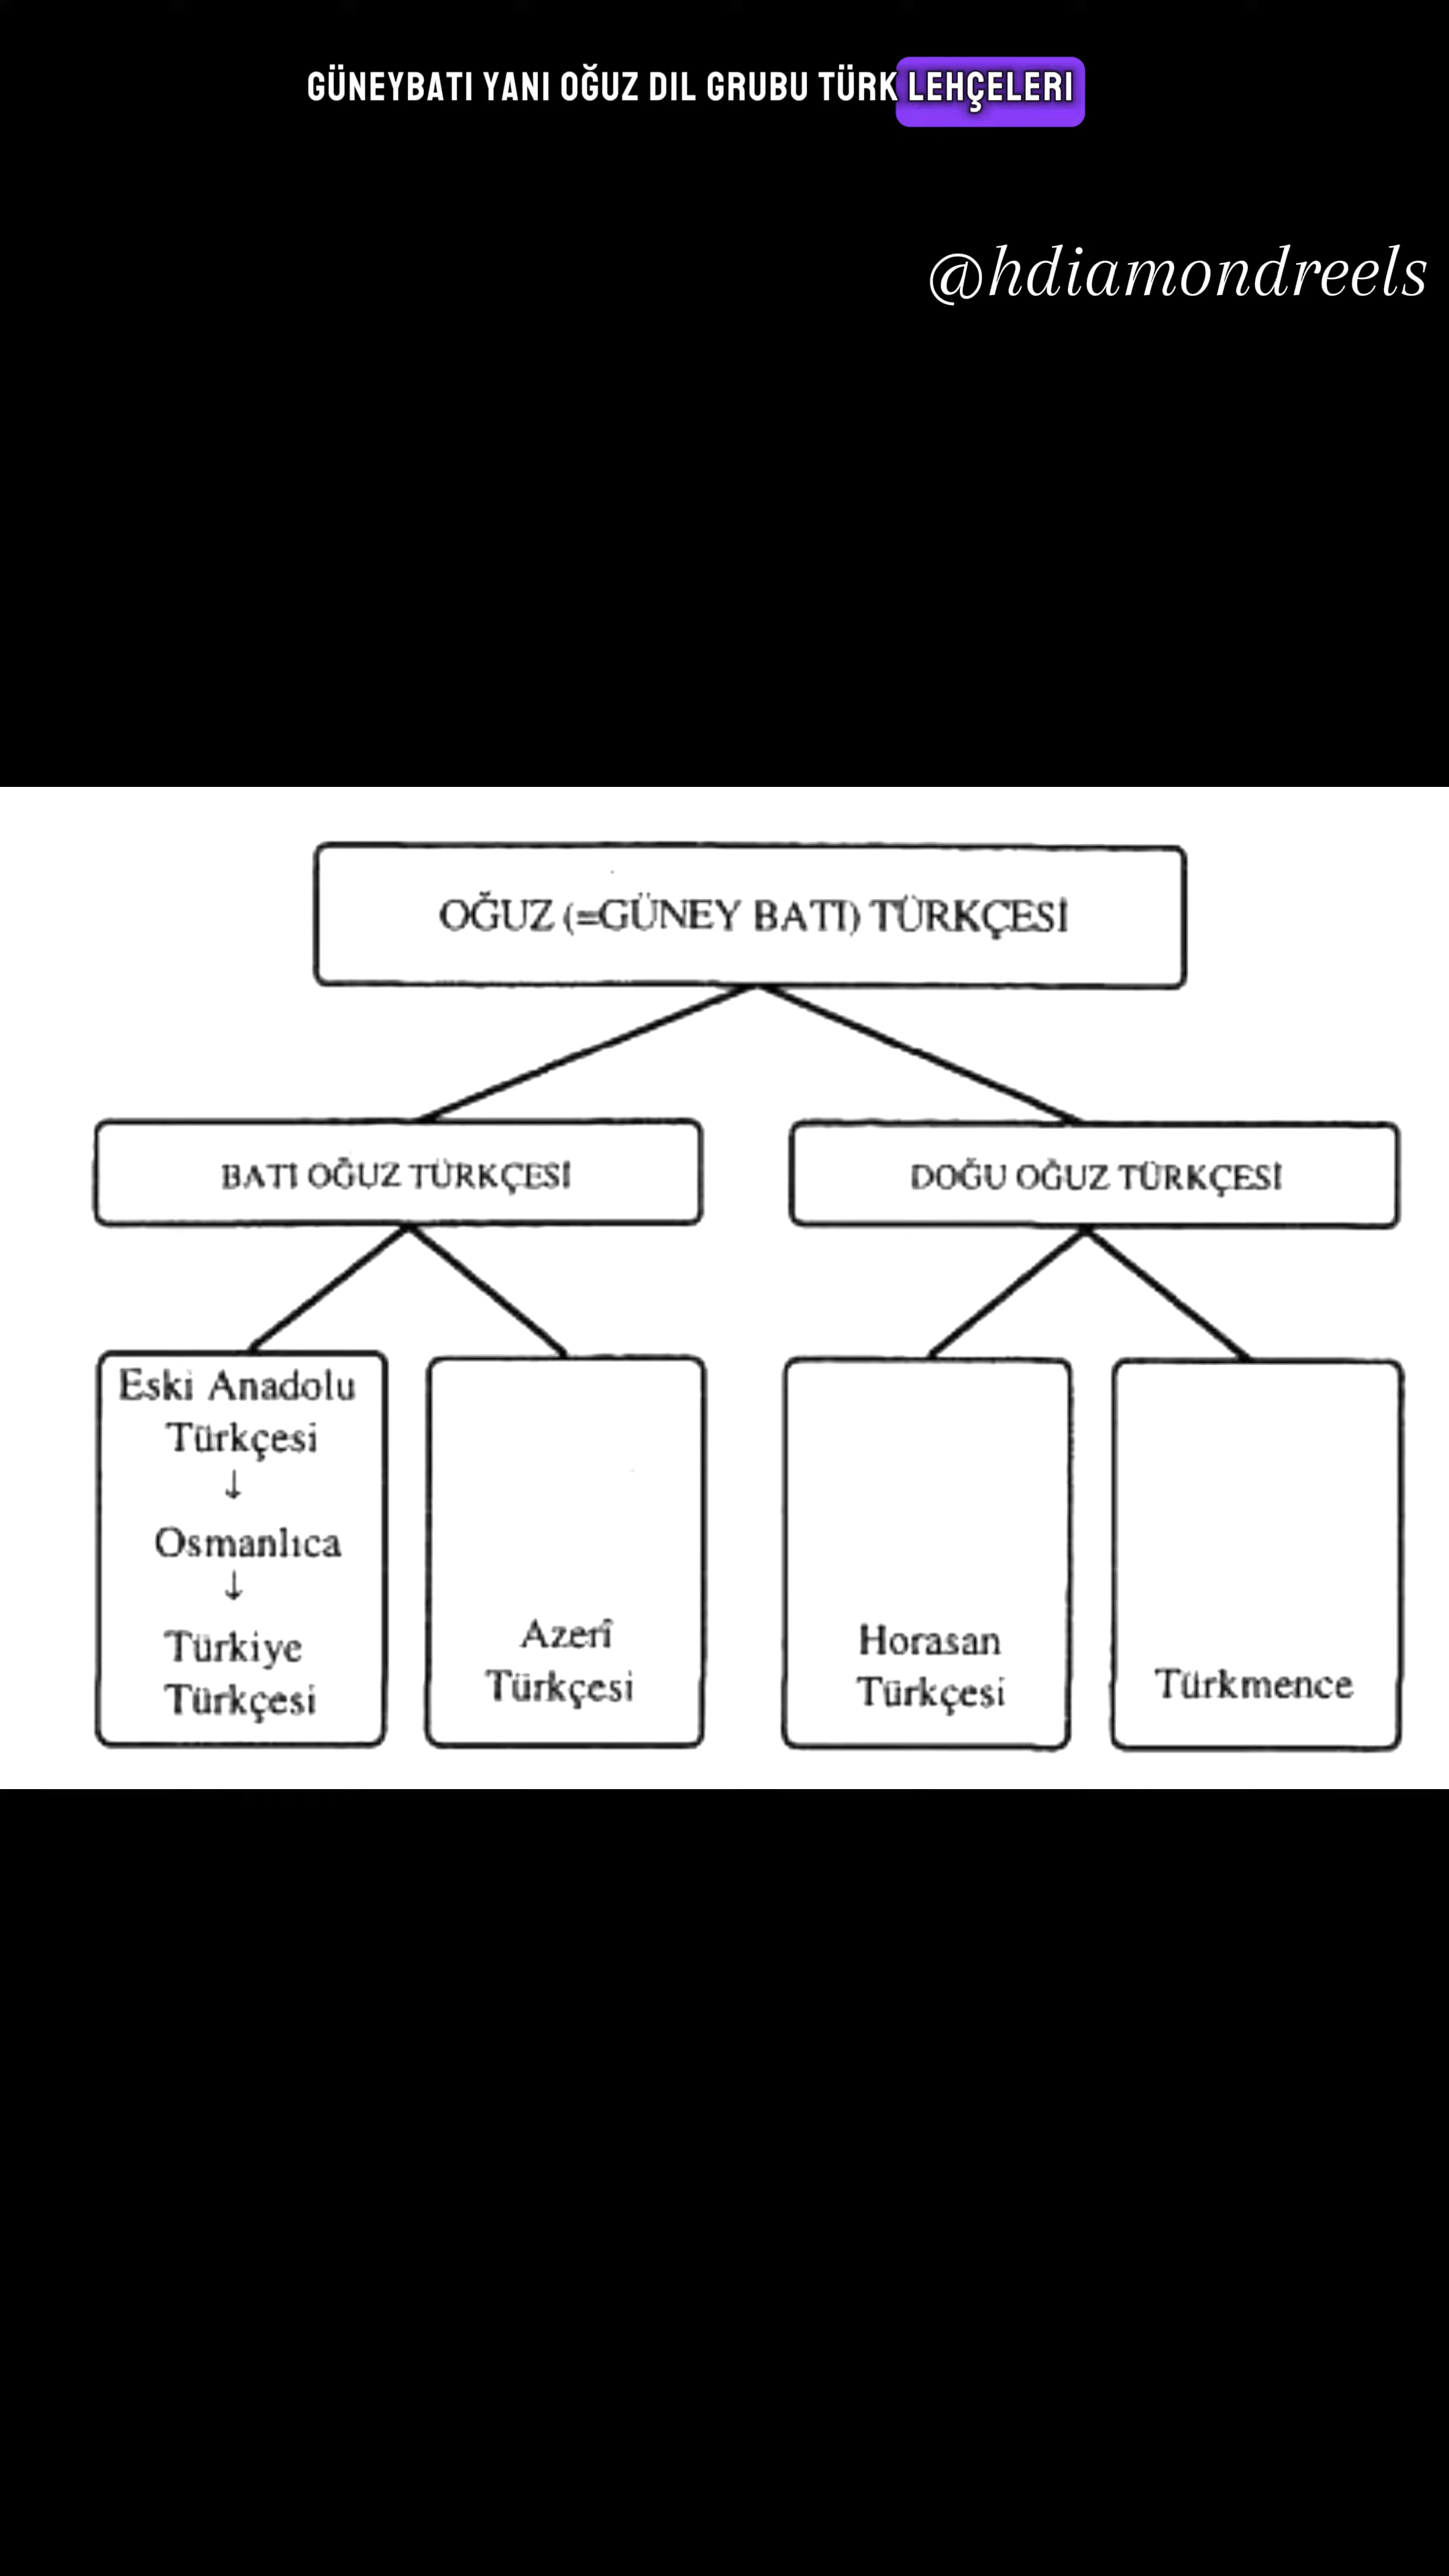 GÜNEYBATI YANI OĞUZ DIL GRUBU TÜRK LEHÇELERI
@hdiamondreels
OĞUZ (=GÜNEY BATI) TÜRKÇESİ
BATI OĞUZ TÜRKÇESİ
DOĞU OĞUZ TÜRKÇESİ
Eski Anadolu
Türkçesi
↓
Osmanlıca
↓
Türkiye
Türkçesi
Azerî
Türkçesi
Horasan
Türkçesi
Türkmence